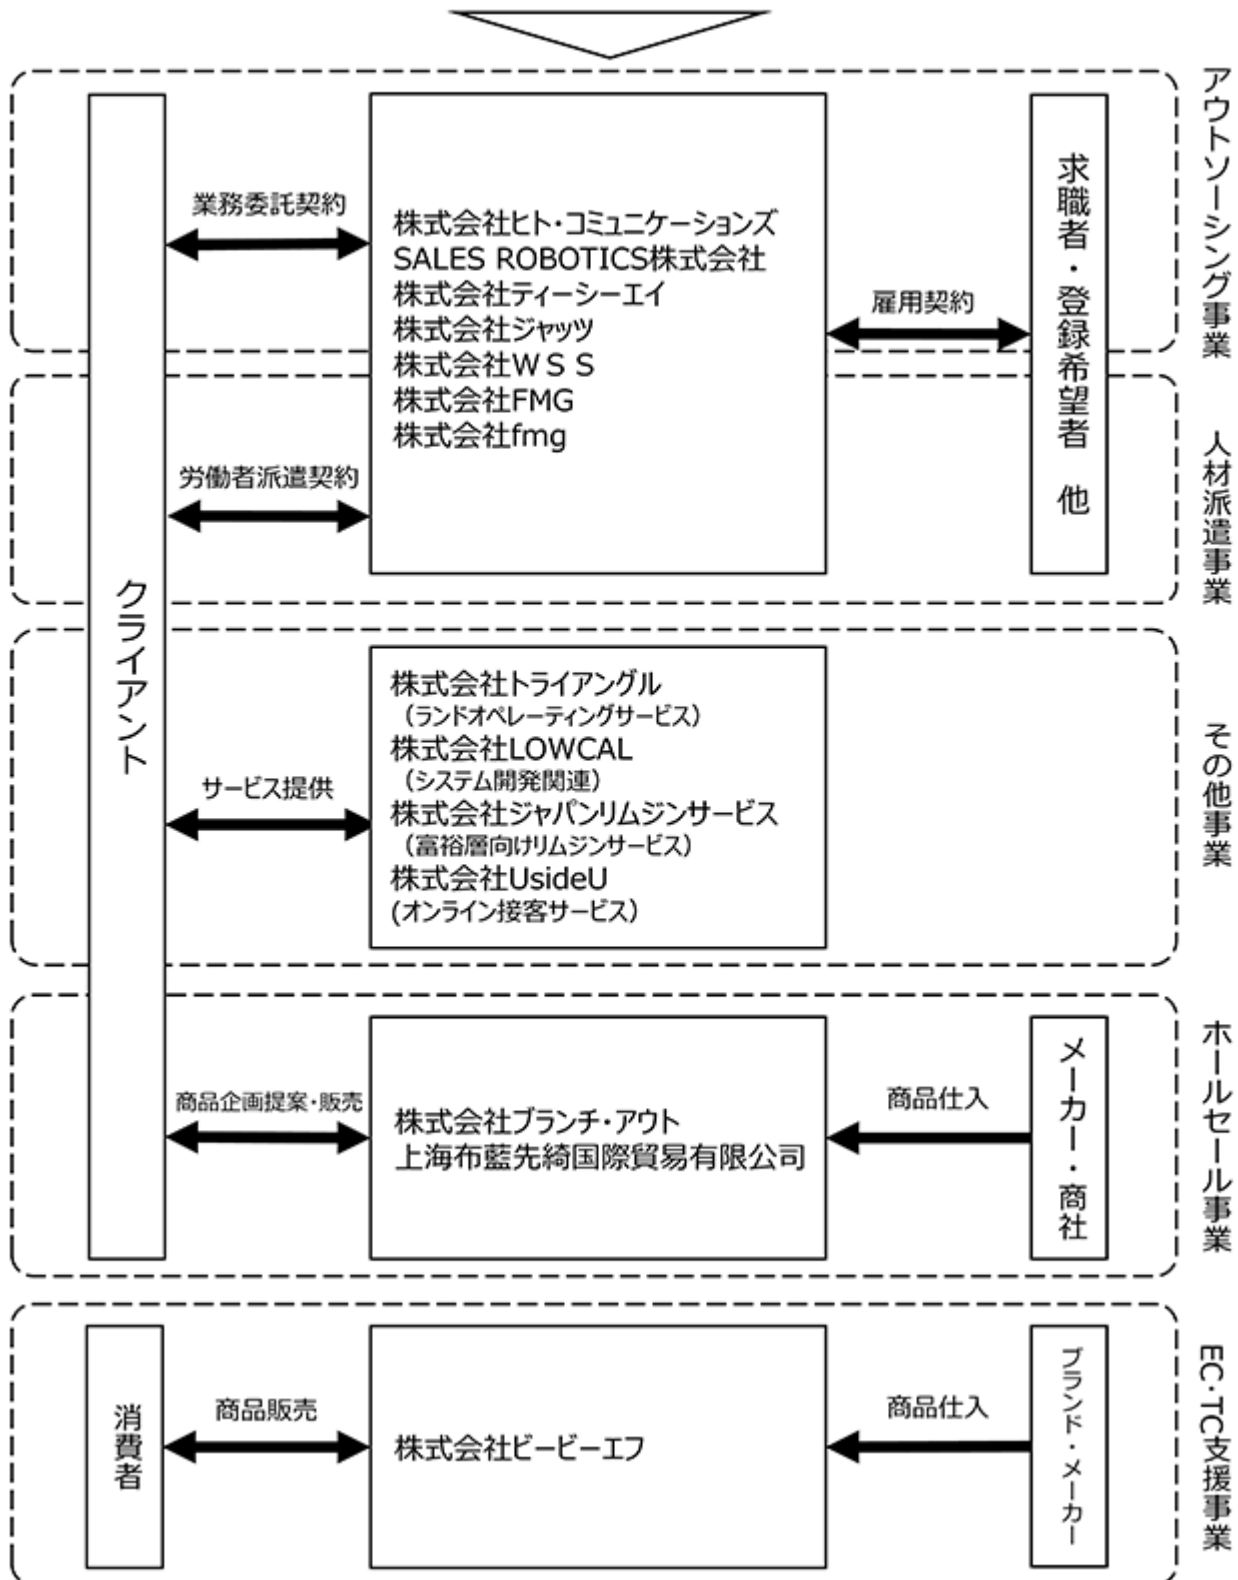 アウトソーシング事業
業務委託契約
株式会社ヒト・コミュニケーションズ
SALES ROBOTICS株式会社
株式会社ティーシーエイ
株式会社ジャッツ
株式会社ＷＳＳ
株式会社FMG
株式会社fmg
雇用契約
求職者・登録希望者　他
人材派遣事業
労働者派遣契約
クライアント
その他事業
サービス提供
株式会社トライアングル
（ランドオペレーティングサービス）
株式会社LOWCAL
（システム開発関連）
株式会社ジャパンリムジンサービス
（富裕層向けリムジンサービス）
株式会社UsideU
(オンライン接客サービス）
ホールセール事業
商品企画提案・販売
株式会社ブランチ・アウト
上海布藍先綺国際貿易有限公司
商品仕入
メーカー・商社
EC・TC支援事業
消費者
商品販売
株式会社ビービーエフ
商品仕入
ブランド・メーカー